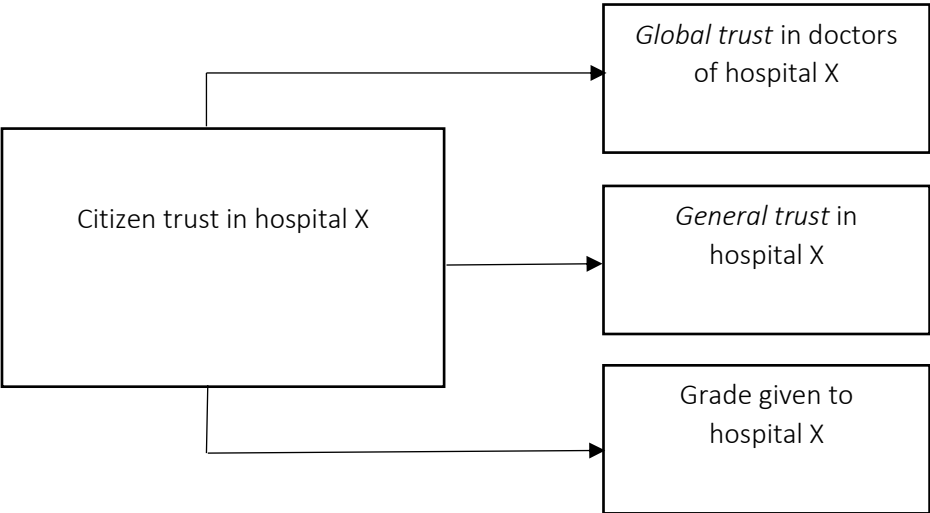 Global trust in doctors
of hospital X
Citizen trust in hospital X
General trust in
hospital X
Grade given to
hospital X